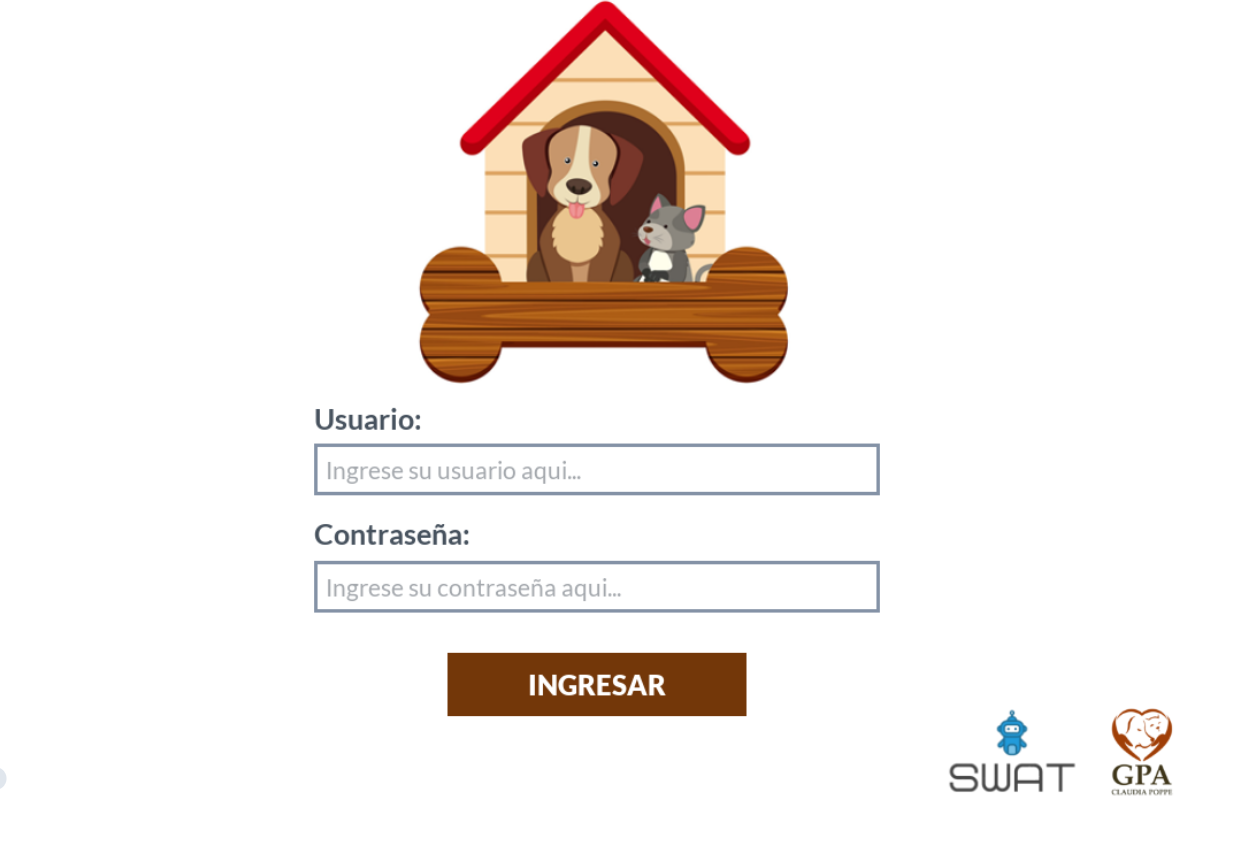 Usuario:
Ingrese su usuario aqui...
Contraseña:
Ingrese su contraseña aqui...
INGRESAR
SWAT
GPA
CLAUDIA POPPE